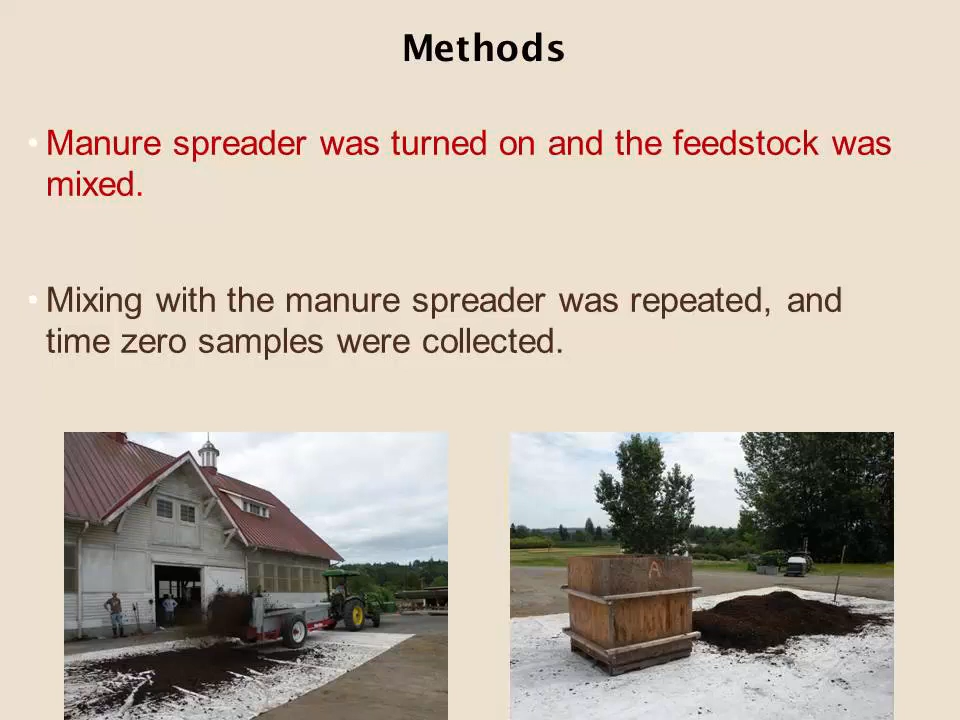 Methods
• Manure spreader was turned on and the feedstock was
mixed.
• Mixing with the manure spreader was repeated, and
time zero samples were collected.
A